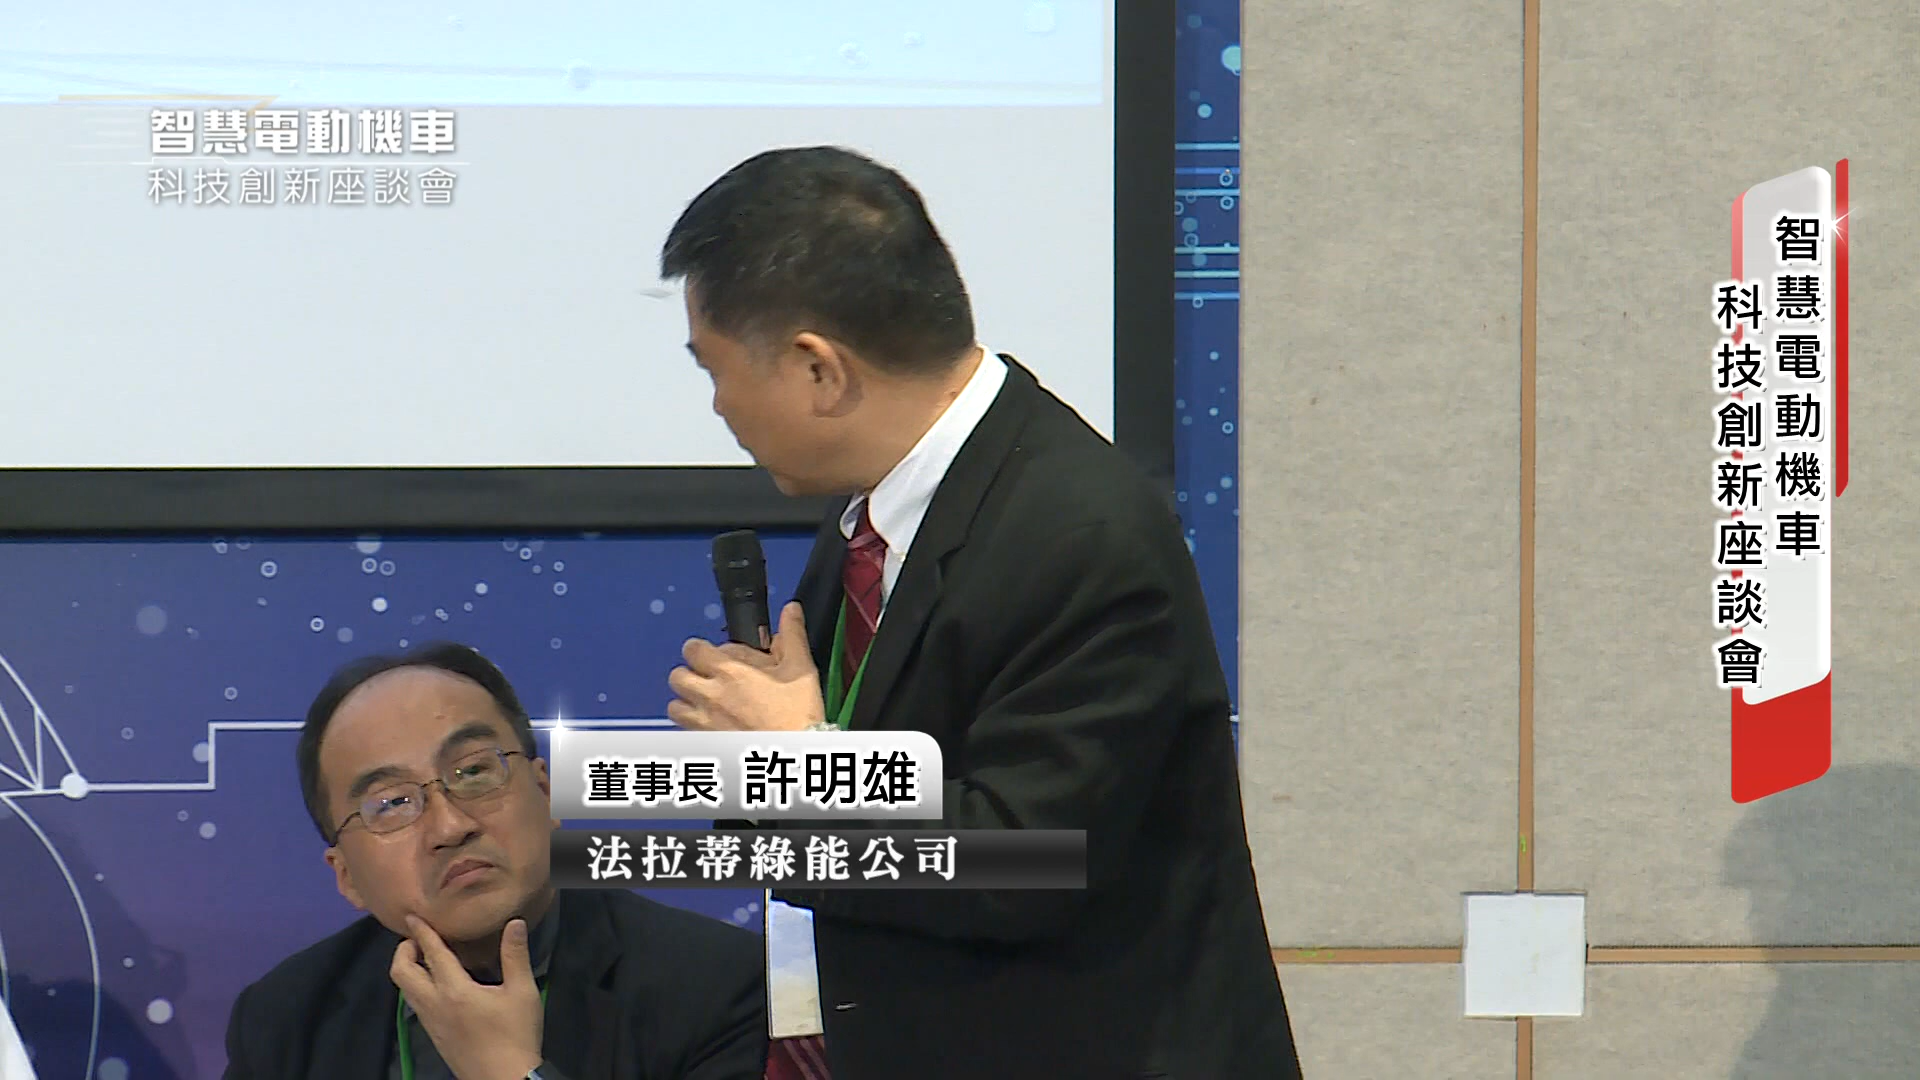 智慧電動機車
科技創新座談會
智慧電動機車
科技創新座談會
董事長 許明雄
法拉蒂綠能公司